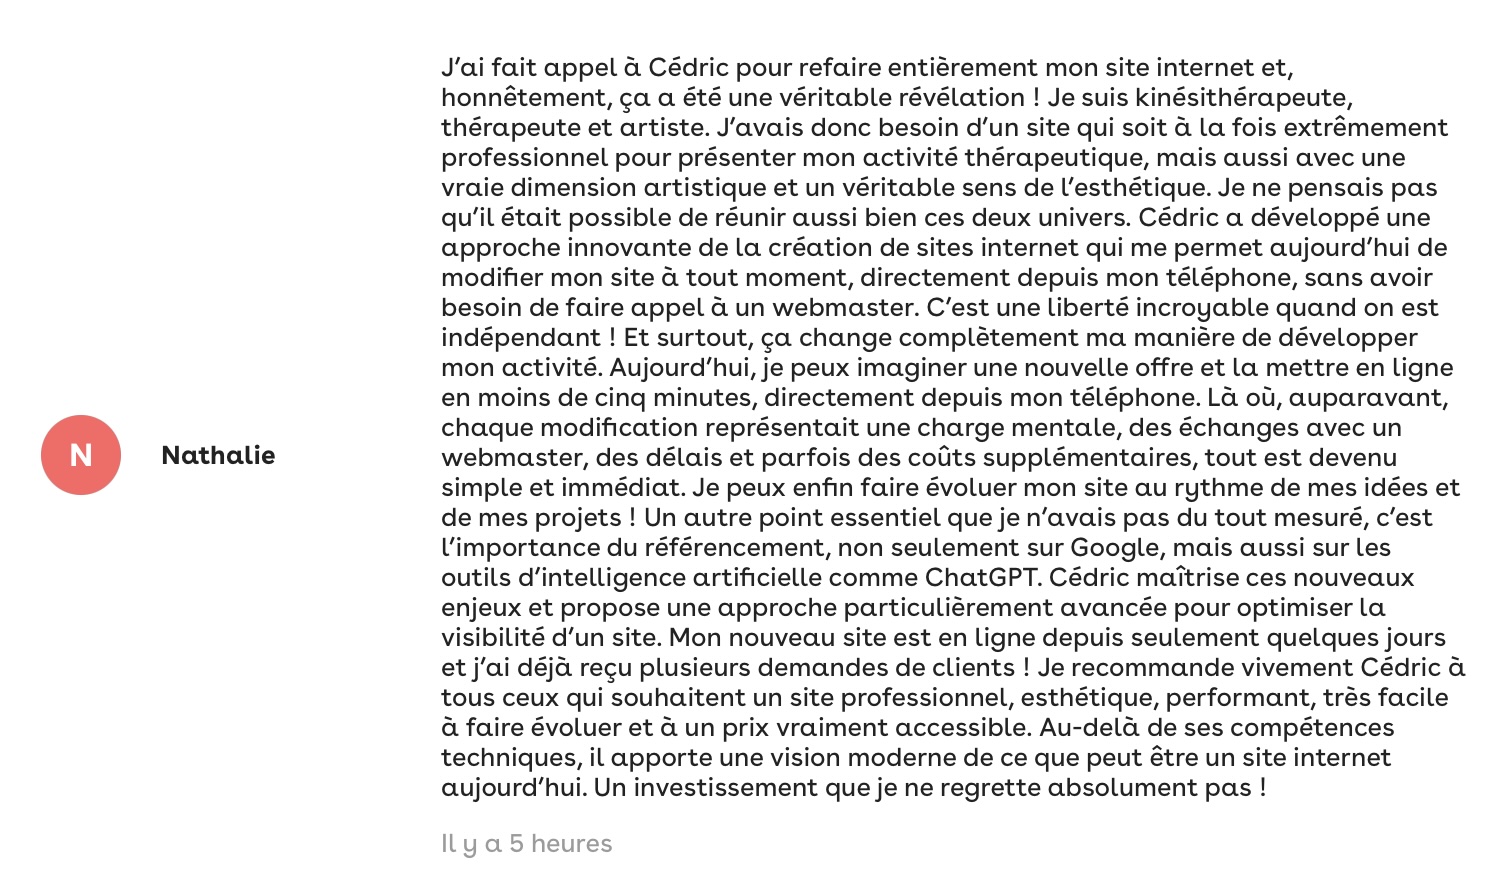 J’ai fait appel à Cédric pour refaire entièrement mon site internet et,
honnêtement, ça a été une véritable révélation ! Je suis kinésithérapeute,
thérapeute et artiste. J’avais donc besoin d’un site qui soit à la fois extrêmement
professionnel pour présenter mon activité thérapeutique, mais aussi avec une
vraie dimension artistique et un véritable sens de l’esthétique. Je ne pensais pas
qu’il était possible de réunir aussi bien ces deux univers. Cédric a développé une
approche innovante de la création de sites internet qui me permet aujourd’hui de
modifier mon site à tout moment, directement depuis mon téléphone, sans avoir
besoin de faire appel à un webmaster. C’est une liberté incroyable quand on est
indépendant ! Et surtout, ça change complètement ma manière de développer
mon activité. Aujourd’hui, je peux imaginer une nouvelle offre et la mettre en ligne
en moins de cinq minutes, directement depuis mon téléphone. Là où, auparavant,
chaque modification représentait une charge mentale, des échanges avec un
webmaster, des délais et parfois des coûts supplémentaires, tout est devenu
simple et immédiat. Je peux enfin faire évoluer mon site au rythme de mes idées et
de mes projets ! Un autre point essentiel que je n’avais pas du tout mesuré, c’est
l’importance du référencement, non seulement sur Google, mais aussi sur les
outils d’intelligence artificielle comme ChatGPT. Cédric maîtrise ces nouveaux
enjeux et propose une approche particulièrement avancée pour optimiser la
visibilité d’un site. Mon nouveau site est en ligne depuis seulement quelques jours
et j’ai déjà reçu plusieurs demandes de clients ! Je recommande vivement Cédric à
tous ceux qui souhaitent un site professionnel, esthétique, performant, très facile
à faire évoluer et à un prix vraiment accessible. Au-delà de ses compétences
techniques, il apporte une vision moderne de ce que peut être un site internet
aujourd’hui. Un investissement que je ne regrette absolument pas !
N
Nathalie
Il y a 5 heures